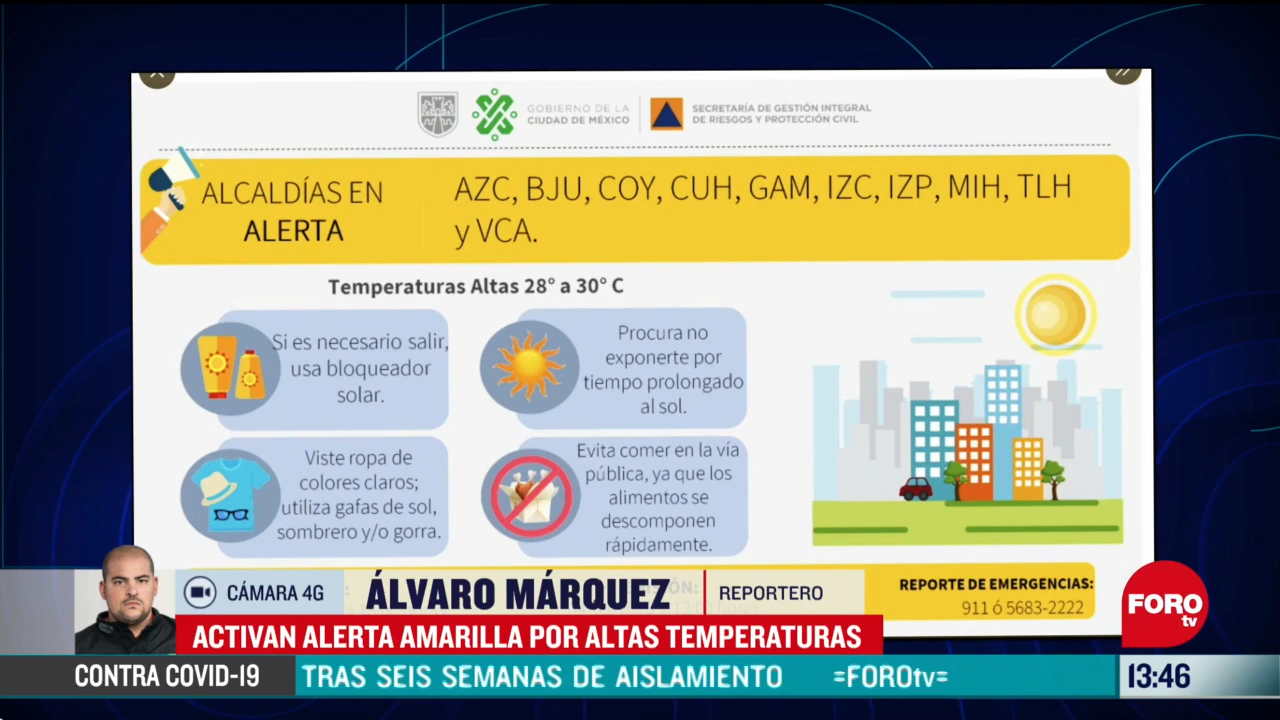 GOBIERNO DE LA
CIUDAD DE MÉXICO
SECRETARÍA DE GESTIÓN INTEGRAL
DE RIESGOS Y PROTECCIÓN CIVIL
ALCALDÍAS EN
ALERTA
AZC, BJU, COY, CUH, GAM, IZC, IZP, MIH, TLH
y VCA.
Temperaturas Altas 28° a 30° C
Si es necesario salir,
usa bloqueador
solar.
Procura no
exponerte por
tiempo prolongado
al sol.
Viste ropa de
colores claros;
utiliza gafas de sol,
sombrero y/o gorra.
Evita comer en la vía
pública, ya que los
alimentos se
descomponen
rápidamente.
REPORTE DE EMERGENCIAS:
911 ó 5683-2222
CÁMARA 4G
ÁLVARO MÁRQUEZ
REPORTERO
ACTIVAN ALERTA AMARILLA POR ALTAS TEMPERATURAS
FORO
tv
CONTRA COVID-19
TRAS SEIS SEMANAS DE AISLAMIENTO
=FOROtv=
13:46